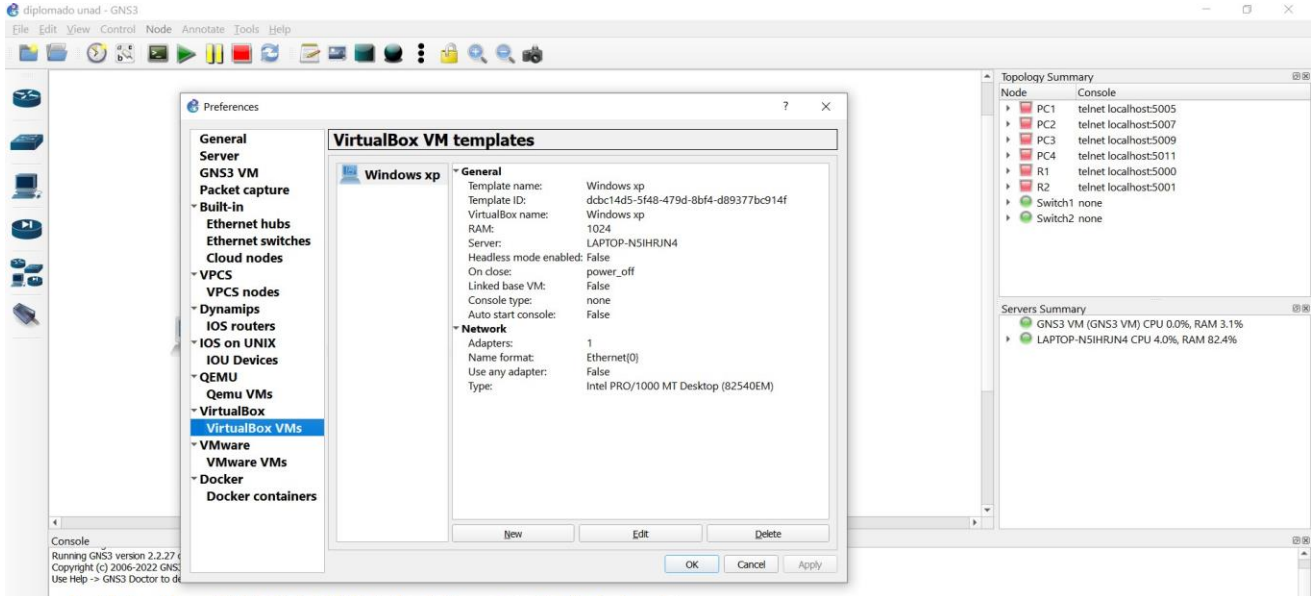 diplomado unad - GNS3
File Edit View Control Node Annotate Tools Help
Preferences
? ×
General
Server
GNS3 VM
Packet capture
Built-in
Ethernet hubs
Ethernet switches
Cloud nodes
VPCS
VPCS nodes
Dynamips
IOS routers
IOS on UNIX
IOU Devices
QEMU
Qemu VMs
VirtualBox
VirtualBox VMs
VMware
VMware VMs
Docker
Docker containers
VirtualBox VM templates
Windows xp
General
Template name: Windows xp
Template ID: dcbc14d5-5f48-479d-8bf4-d89377bc914f
VirtualBox name: Windows xp
RAM: 1024
Server: LAPTOP-N5IHRJN4
Headless mode enabled: False
On close: power_off
Linked base VM: False
Console type: none
Auto start console: False
Network
Adapters: 1
Name format: Ethernet{0}
Use any adapter: False
Type: Intel PRO/1000 MT Desktop (82540EM)
New Edit Delete
OK Cancel Apply
Topology Summary
Node Console
PC1 telnet localhost:5005
PC2 telnet localhost:5007
PC3 telnet localhost:5009
PC4 telnet localhost:5011
R1 telnet localhost:5000
R2 telnet localhost:5001
Switch1 none
Switch2 none
Servers Summary
GNS3 VM (GNS3 VM) CPU 0.0%, RAM 3.1%
LAPTOP-N5IHRJN4 CPU 4.0%, RAM 82.4%
Console
Running GNS3 version 2.2.27
Copyright (c) 2006-2022 GNS3
Use Help -> GNS3 Doctor to de